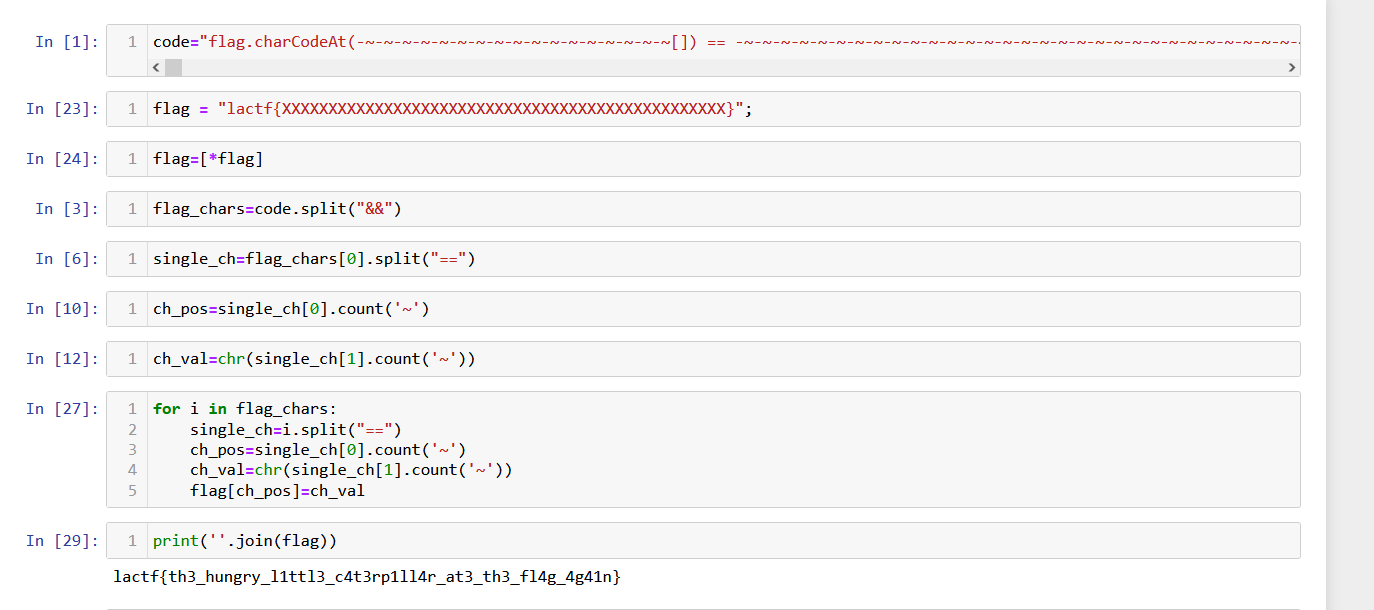 In [1]: 1 code="flag.charCodeAt(-~-~-~-~-~-~-~-~-~-~-~-~-~-~-~-~-~[]) == -~-~-~-~-~-~-~-~-~-~-~-~-~-~-~-~-~-~-~-~-~-~-~-~-~-~-~-~-~-~-
In [23]: 1 flag = "lactf{XXXXXXXXXXXXXXXXXXXXXXXXXXXXXXXXXXXXXXXXXXXXXXXX}";
In [24]: 1 flag=[*flag]
In [3]: 1 flag_chars=code.split("&&")
In [6]: 1 single_ch=flag_chars[0].split("==")
In [10]: 1 ch_pos=single_ch[0].count('~')
In [12]: 1 ch_val=chr(single_ch[1].count('~'))
In [27]: 1 for i in flag_chars:
2 single_ch=i.split("==")
3 ch_pos=single_ch[0].count('~')
4 ch_val=chr(single_ch[1].count('~'))
5 flag[ch_pos]=ch_val
In [29]: 1 print(''.join(flag))
lactf{th3_hungry_l1ttl3_c4t3rp1ll4r_at3_th3_fl4g_4g41n}